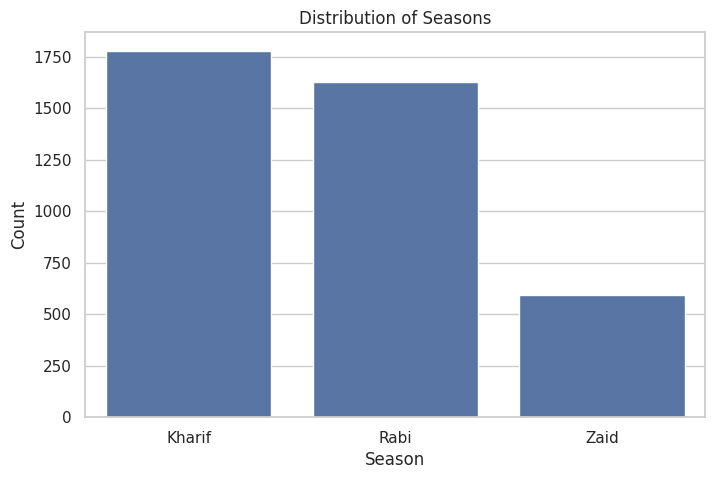 Distribution of Seasons
Count
1750
1500
1250
1000
750
500
250
0
Kharif
Rabi
Zaid
Season